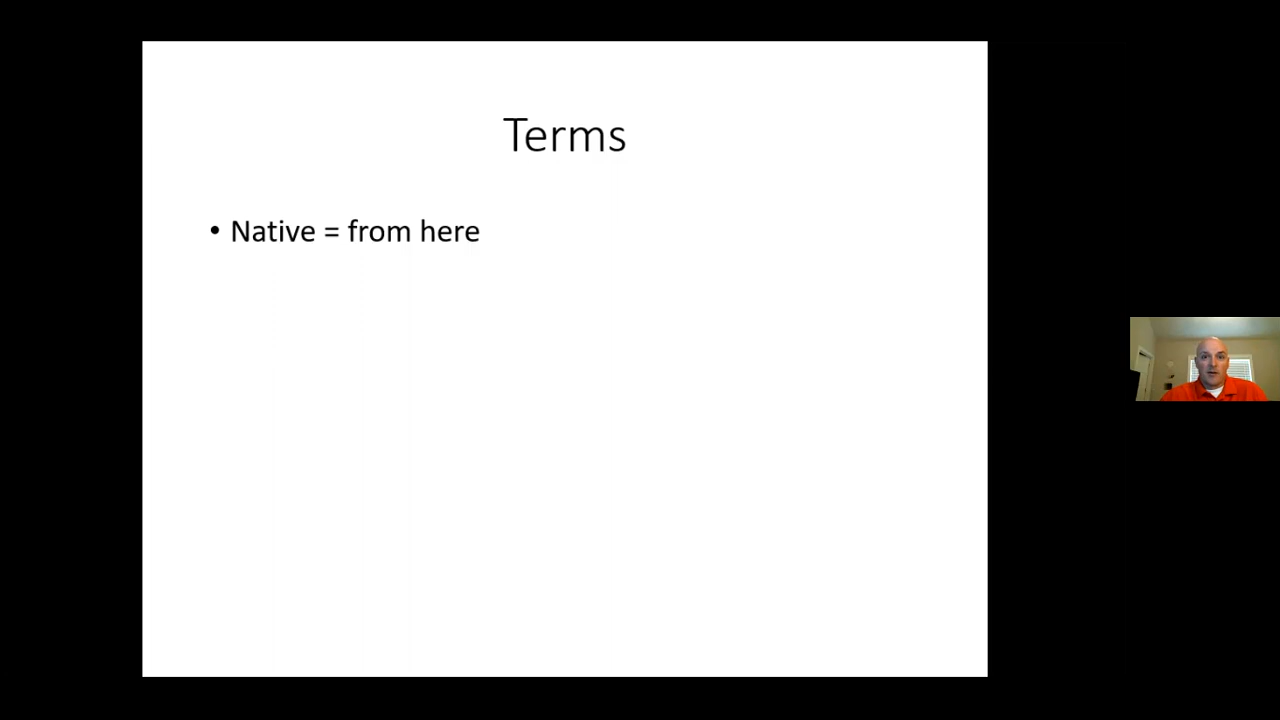 Terms
• Native = from here